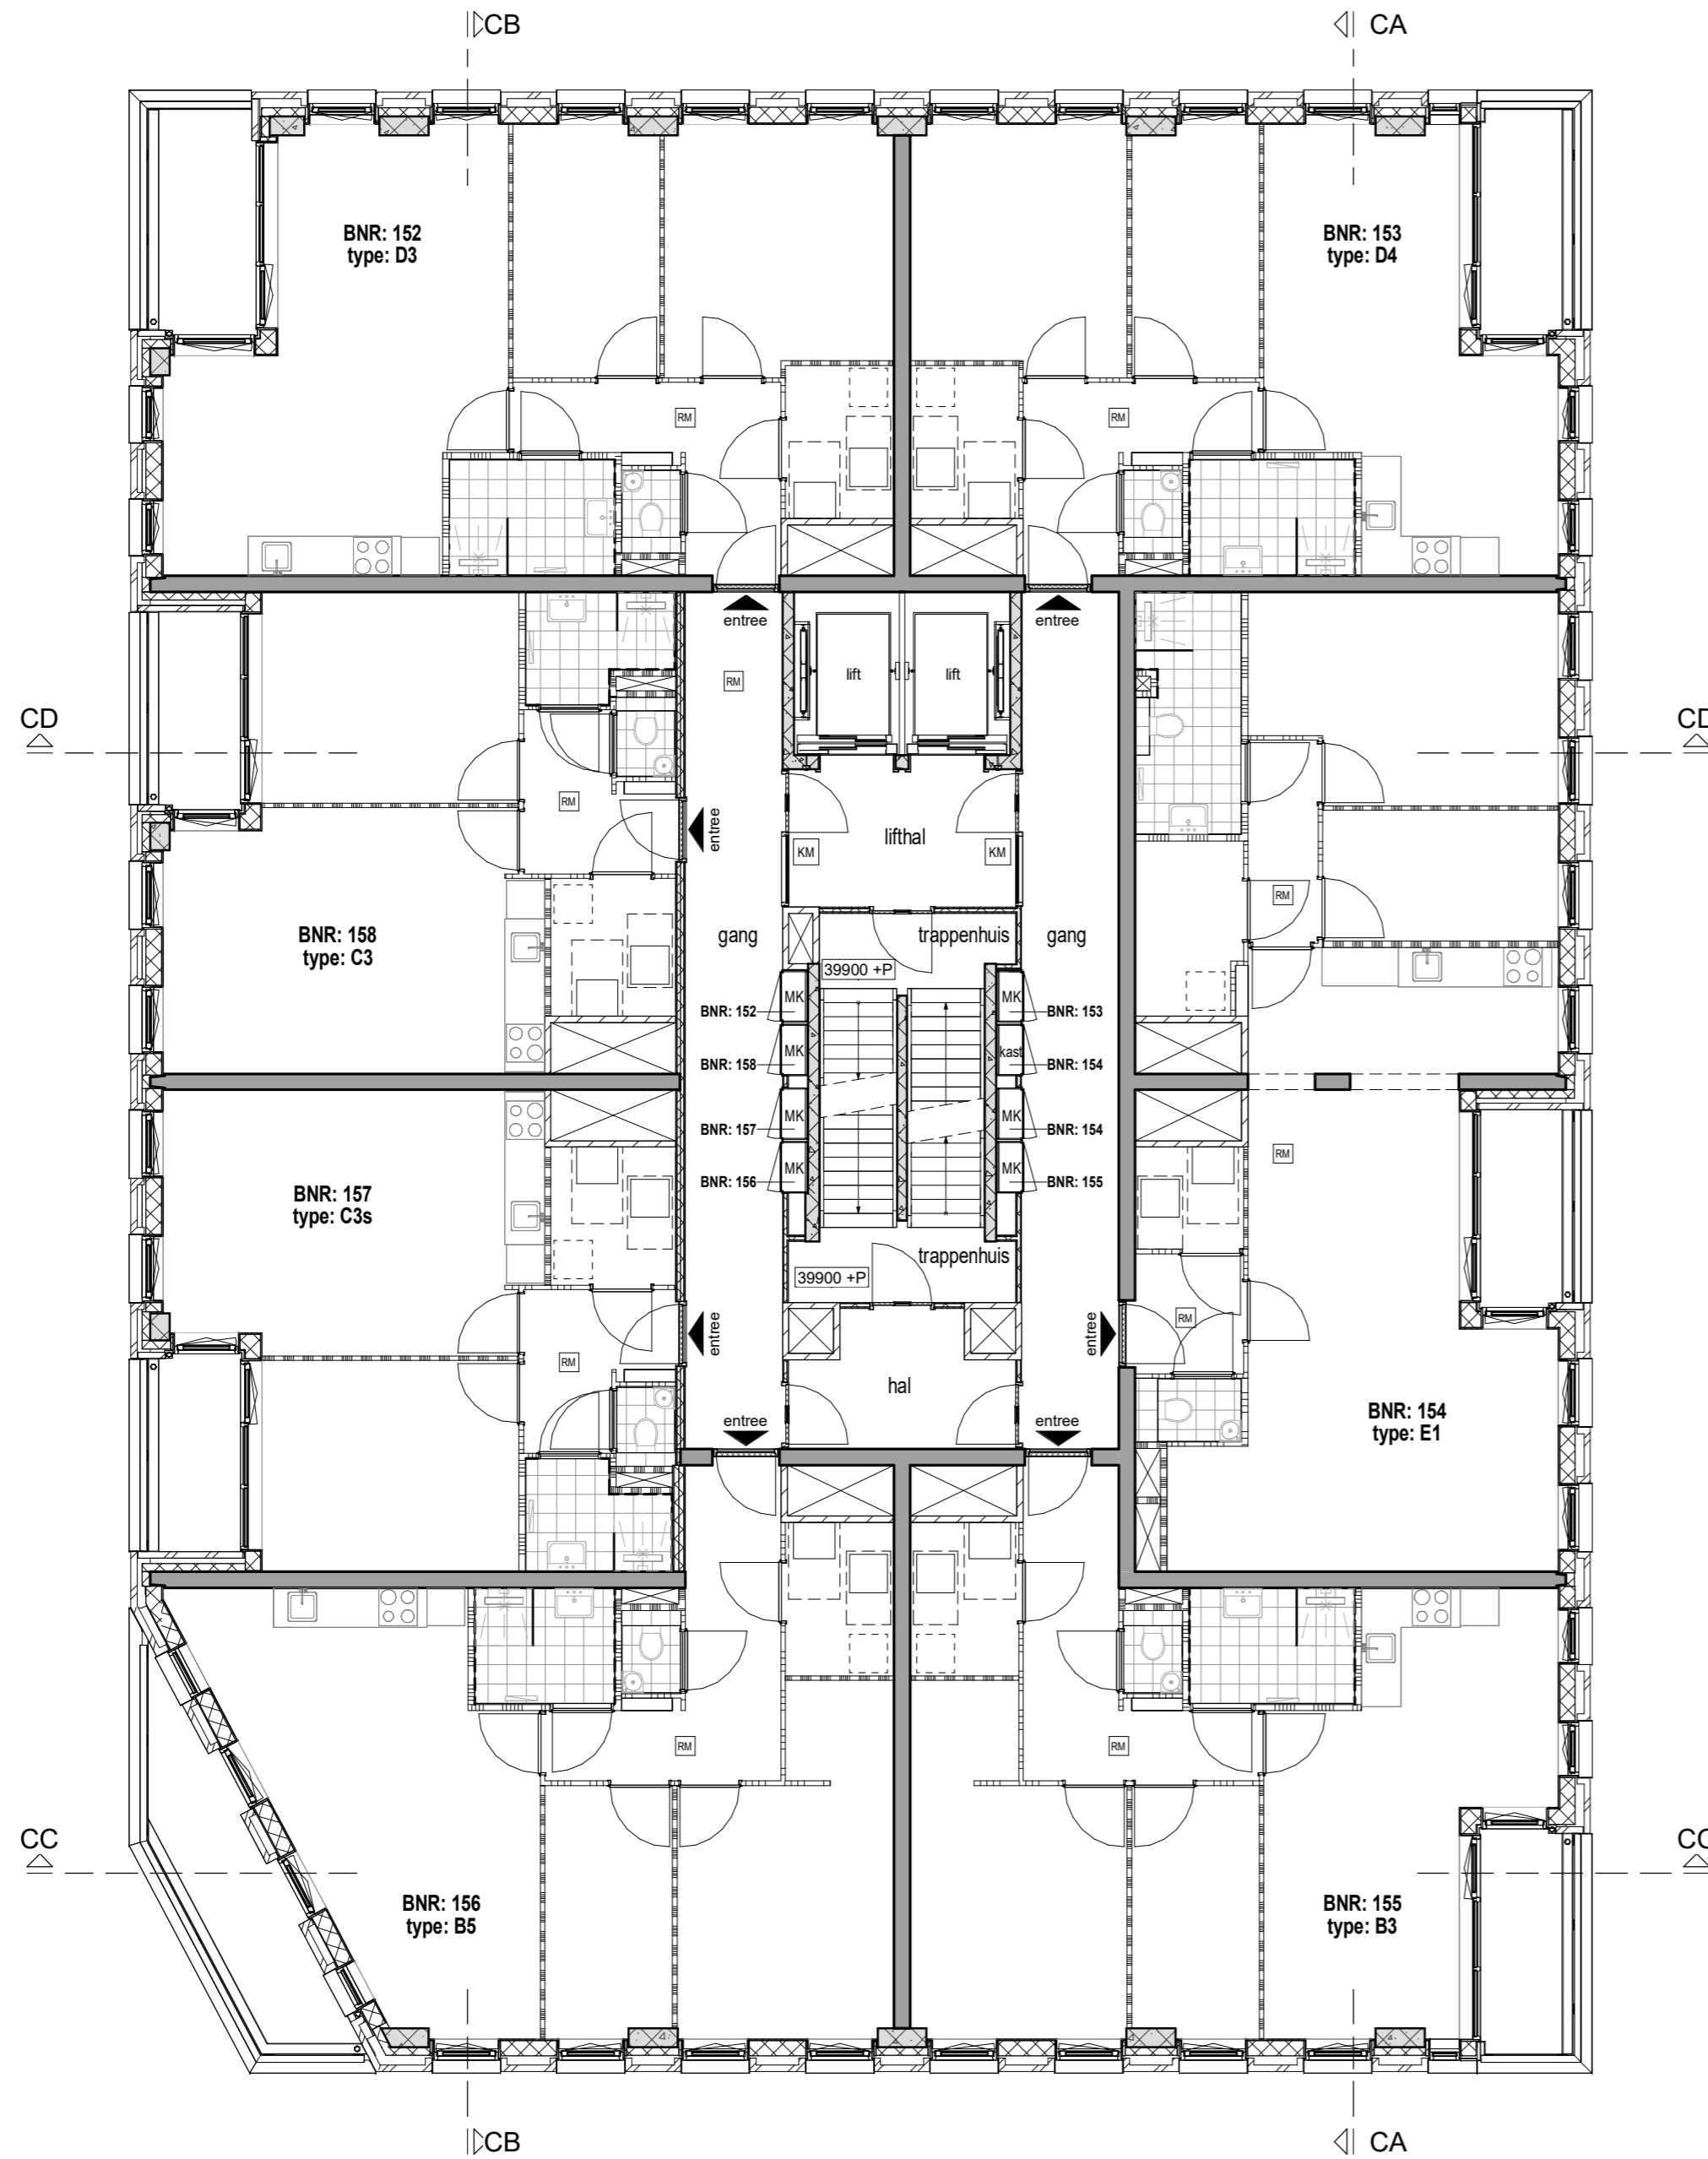 CB
CA
BNR: 152
type: D3
BNR: 153
type: D4
RM
RM
entree
entree
RM
lift
lift
CD
CD
RM
entree
lifthal
KM
KM
RM
BNR: 158
type: C3
gang
trappenhuis
gang
39900 +P
MK
MK
BNR: 152
BNR: 153
MK
kast
BNR: 158
BNR: 154
MK
MK
BNR: 157
BNR: 154
MK
MK
BNR: 156
BNR: 155
RM
BNR: 157
type: C3s
trappenhuis
39900 +P
RM
entree
entree
RM
hal
entree
entree
BNR: 154
type: E1
RM
RM
CC
CC
BNR: 156
type: B5
BNR: 155
type: B3
CB
CA